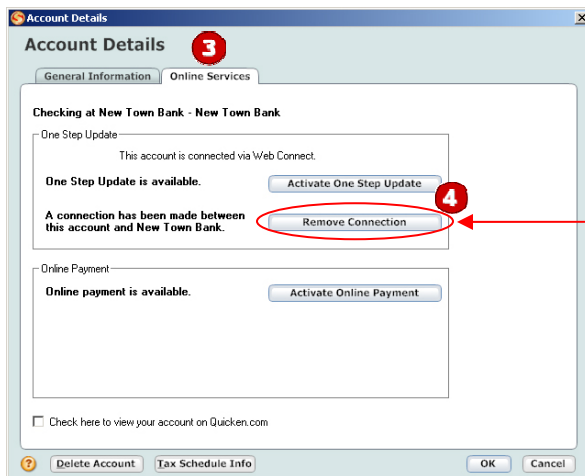 Account Details
Account Details
3
General Information
Online Services
Checking at New Town Bank - New Town Bank
One Step Update
This account is connected via Web Connect.
One Step Update is available.
Activate One Step Update
4
A connection has been made between
this account and New Town Bank.
Remove Connection
Online Payment
Online payment is available.
Activate Online Payment
Check here to view your account on Quicken.com
?
Delete Account
Tax Schedule Info
OK
Cancel